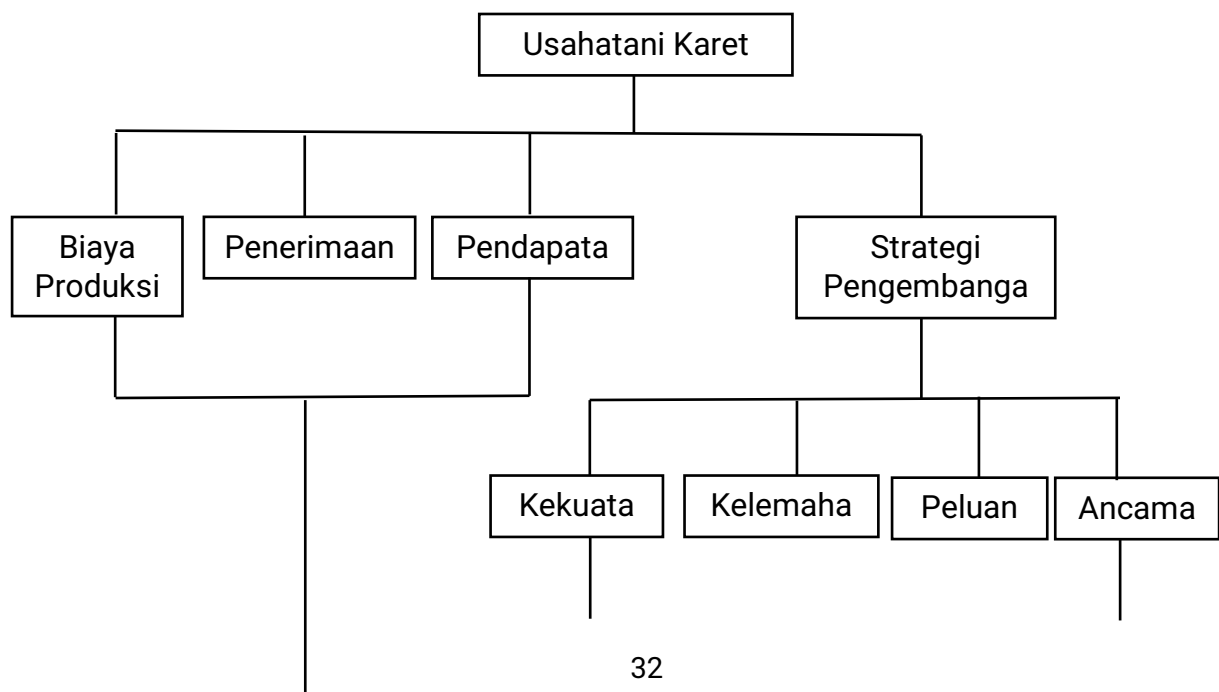 Usahatani Karet
Biaya
Produksi
Penerimaan
Pendapata
Strategi
Pengembanga
Kekuata
Kelemaha
Peluan
Ancama
32